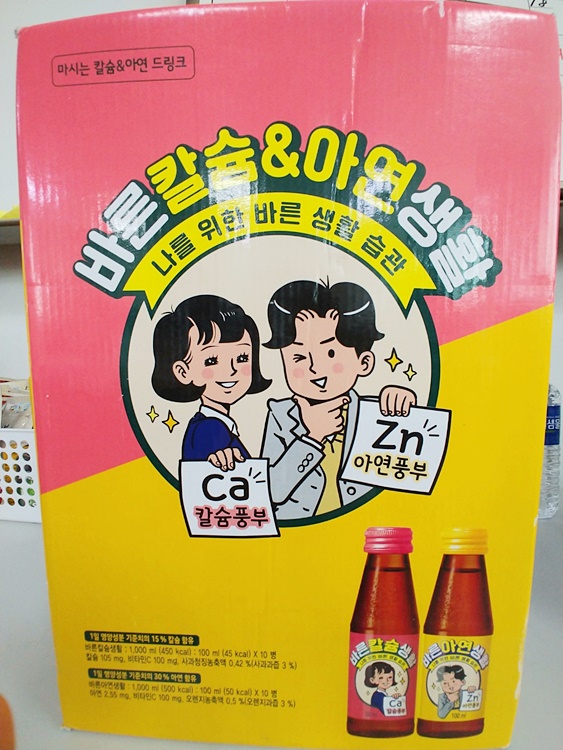 마시는 칼슘&아연 드링크
바른칼슘&아연생활
나를 위한 바른 생활 습관
Ca
칼슘풍부
Zn
아연풍부
1일 영양성분 기준치의 15% 칼슘 함유
바른칼슘생활 : 1,000 ml (450 kcal) : 100 ml (45 kcal) X 10 병
칼슘 105 mg, 비타민C 100 mg, 사과청징농축액 0.42 %(사과과즙 3 %)
1일 영양성분 기준치의 30% 아연 함유
바른아연생활 : 1,000 ml (500 kcal) : 100 ml (50 kcal) X 10 병
아연 2.55 mg, 비타민C 100 mg, 오렌지농축액 0.5 %(오렌지과즙 3 %)
바른칼슘생활
Ca
칼슘풍부
바른아연생활
Zn
100 ml
샘물